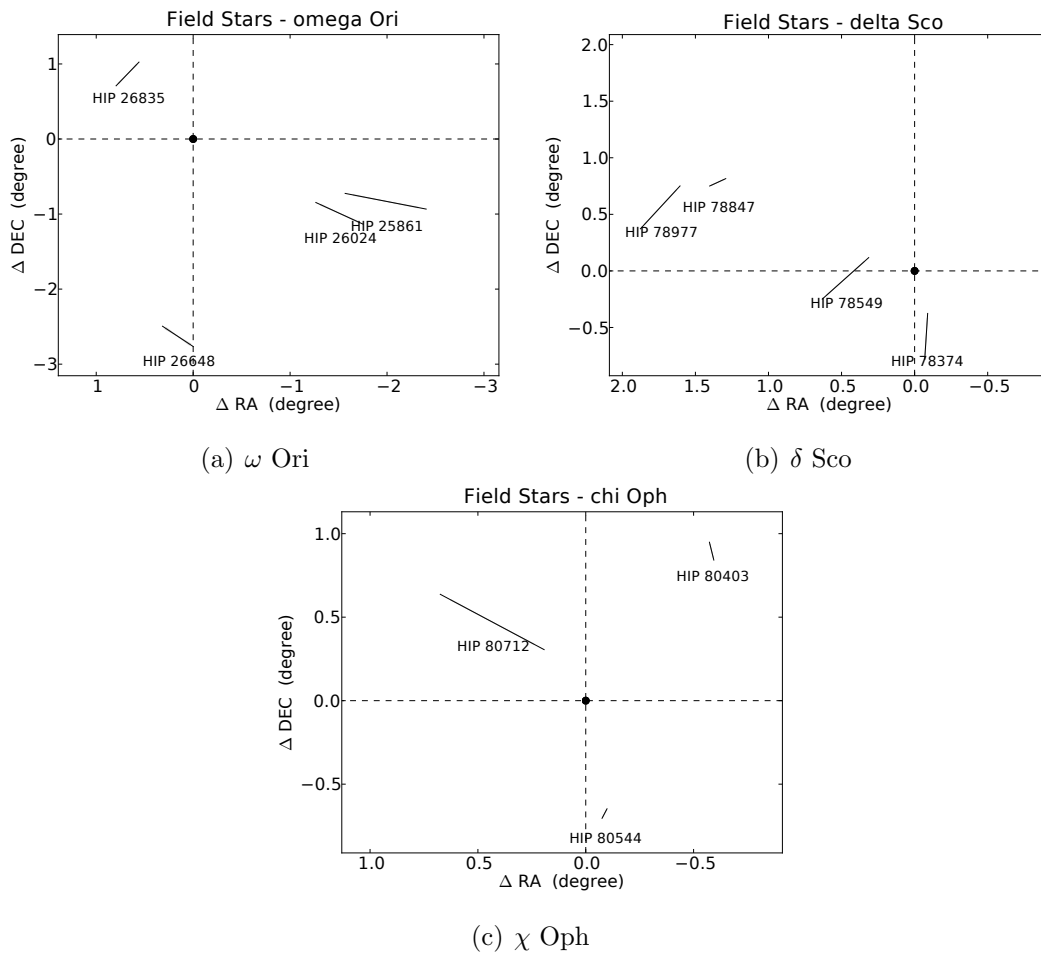 Field Stars - omega Ori
1
0
−1
−2
−3
Δ DEC (degree)
HIP 26835
HIP 25861
HIP 26024
HIP 26648
1 0 −1 −2 −3
Δ RA (degree)
(a) ω Ori
Field Stars - delta Sco
2.0
1.5
1.0
0.5
0.0
−0.5
Δ DEC (degree)
HIP 78847
HIP 78977
HIP 78549
HIP 78374
2.0 1.5 1.0 0.5 0.0 −0.5
Δ RA (degree)
(b) δ Sco
Field Stars - chi Oph
1.0
0.5
0.0
−0.5
Δ DEC (degree)
HIP 80403
HIP 80712
HIP 80544
1.0 0.5 0.0 −0.5
Δ RA (degree)
(c) χ Oph